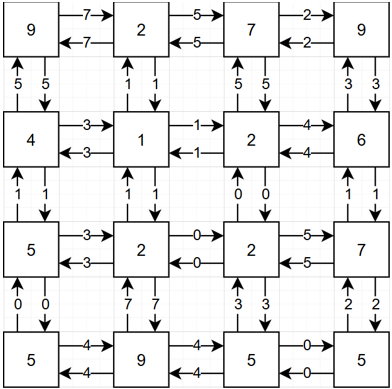 7 5 2
9 2 7 9
7 5 2
5 5 1 1 5 5 3 3
3 1 4
4 1 2 6
3 1 4
1 1 1 1 0 0 1 1
3 0 5
5 2 2 7
3 0 5
0 0 7 7 3 3 2 2
4 4 0
5 9 5 5
4 4 0